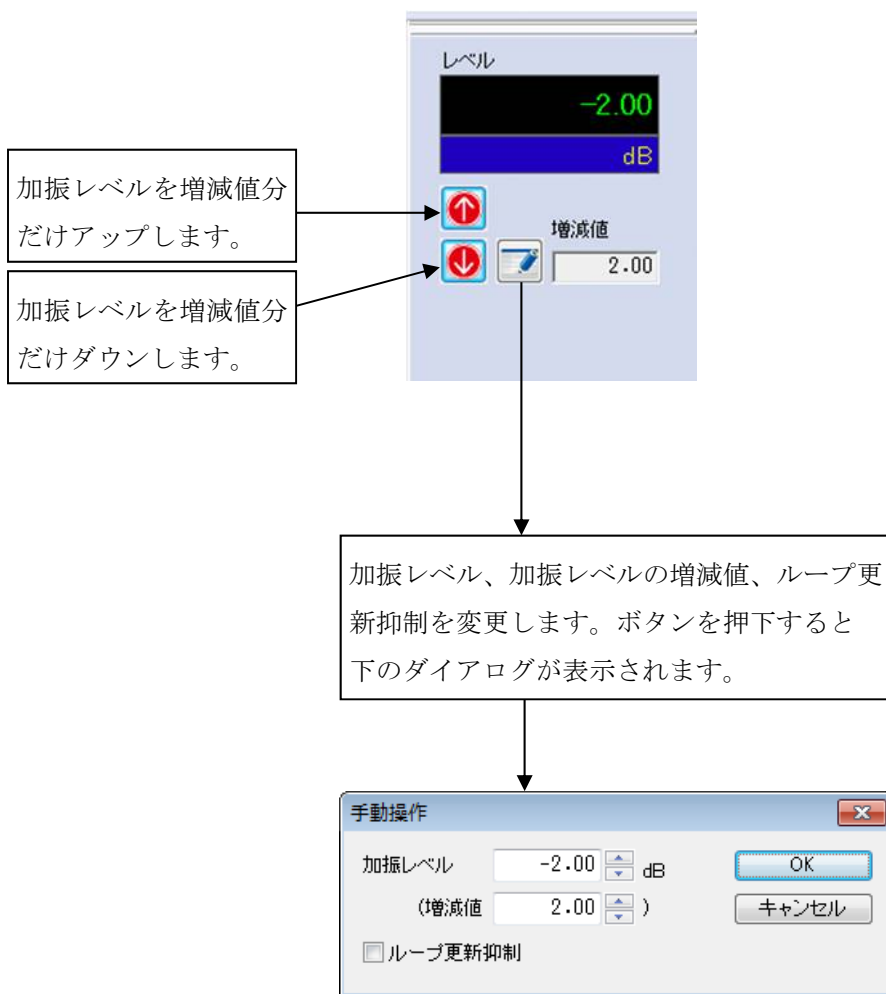 レベル
-2.00
dB
加振レベルを増減値分
だけアップします。
増減値
2.00
加振レベルを増減値分
だけダウンします。
加振レベル、加振レベルの増減値、ループ更
新抑制を変更します。ボタンを押下すると
下のダイアログが表示されます。
手動操作
加振レベル -2.00 dB OK
(増減値 2.00 ) キャンセル
ループ更新抑制